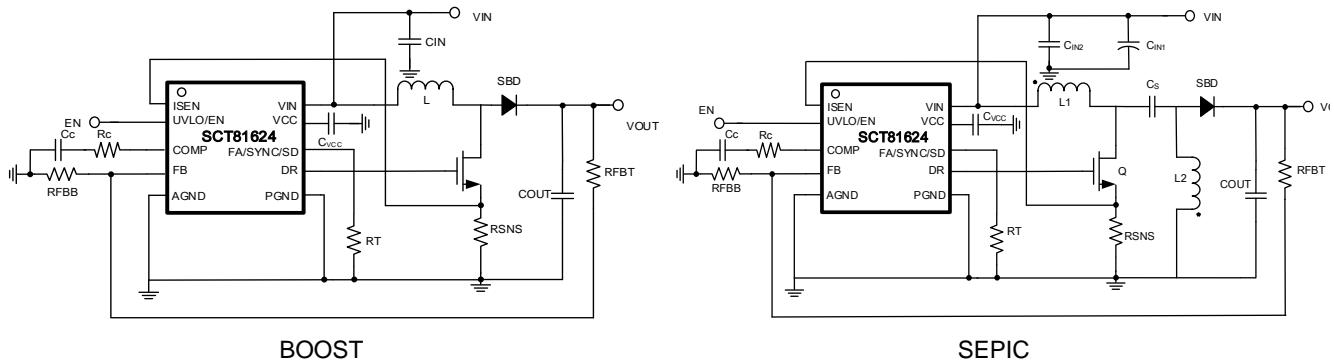 VIN
CIN
SBD
L
ISEN
VIN
EN
UVLO/EN
VCC
SCT81624
CVCC
VOUT
Cc
Rc
COMP
FA/SYNC/SD
FB
DR
RFBB
RFBT
COUT
AGND
PGND
RSNS
RT
BOOST
VIN
CIN2
CIN1
CS
SBD
L1
ISEN
VIN
EN
UVLO/EN
VCC
SCT81624
CVCC
Cc
Rc
COMP
FA/SYNC/SD
FB
DR
Q
RFBB
L2
COUT
RFBT
AGND
PGND
RSNS
RT
SEPIC